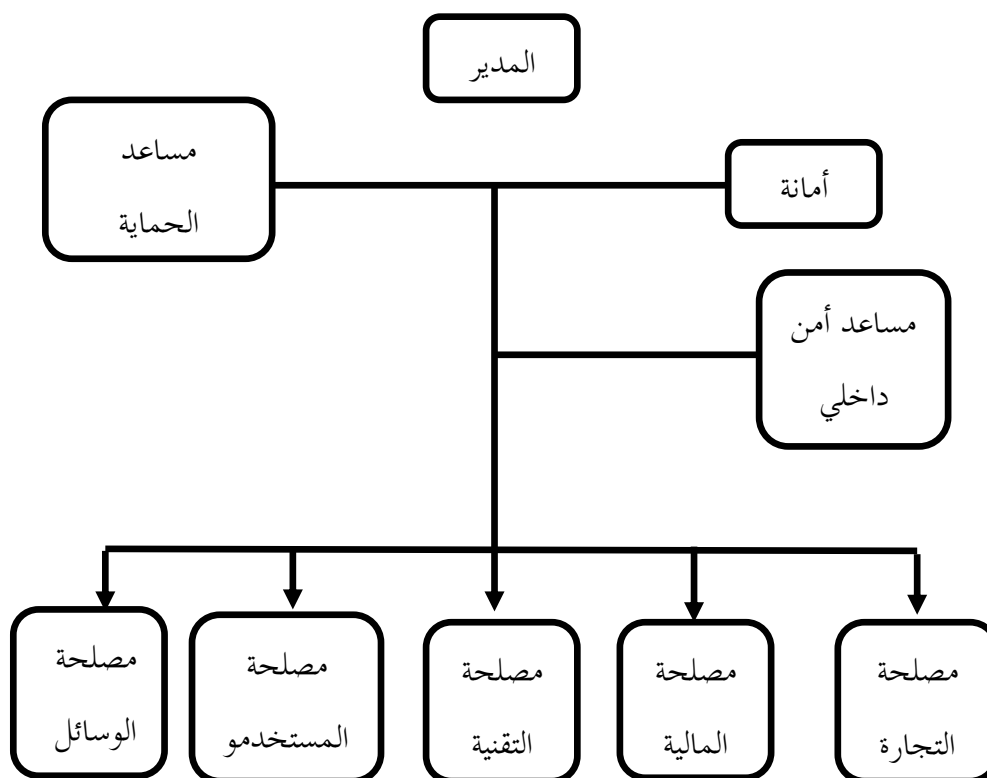 المدير
مساعد
الحماية
أمانة
مساعد أمن
داخلي
مصلحة
التجارة
مصلحة
المالية
مصلحة
التقنية
مصلحة
المستخدمو
مصلحة
الوسائل